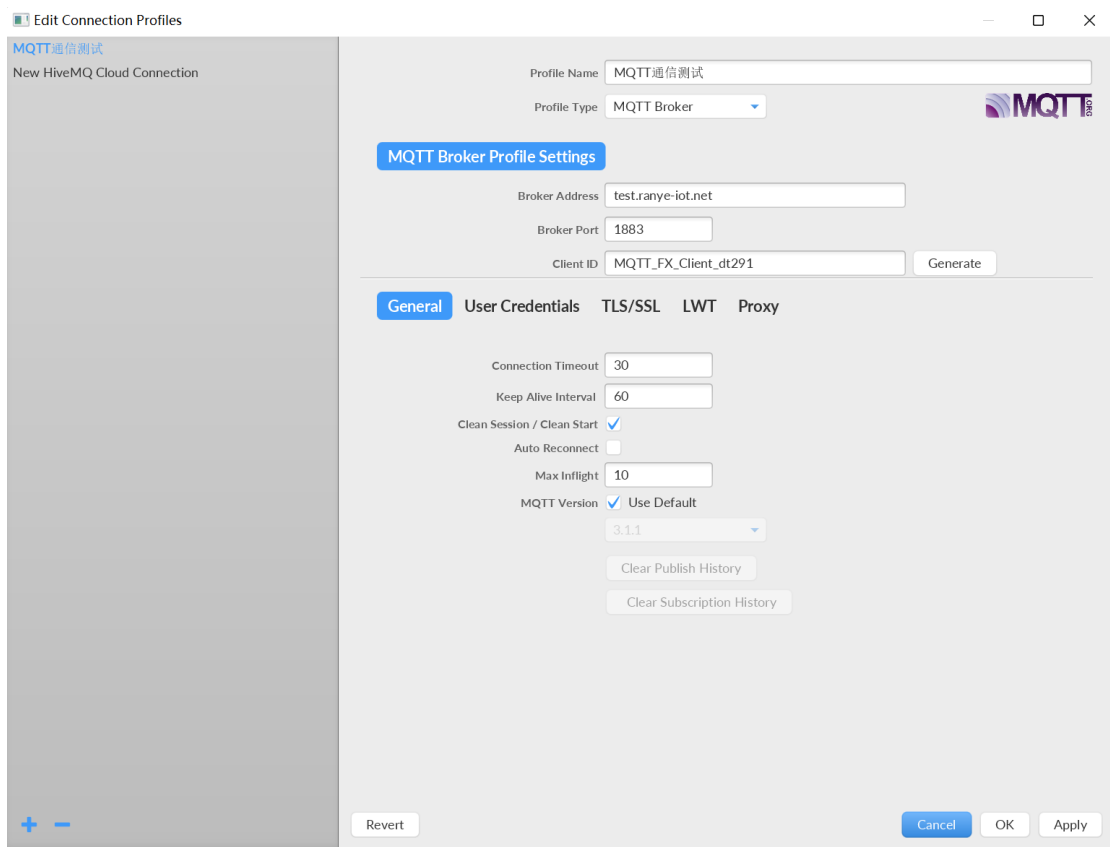 Edit Connection Profiles
MQTT通信测试
New HiveMQ Cloud Connection
Profile Name MQTT通信测试
Profile Type MQTT Broker
MQTT.ORG
MQTT Broker Profile Settings
Broker Address test.ranye-iot.net
Broker Port 1883
Client ID MQTT_FX_Client_dt291 Generate
General User Credentials TLS/SSL LWT Proxy
Connection Timeout 30
Keep Alive Interval 60
Clean Session / Clean Start
Auto Reconnect
Max Inflight 10
MQTT Version Use Default
3.1.1
Clear Publish History
Clear Subscription History
Revert Cancel OK Apply